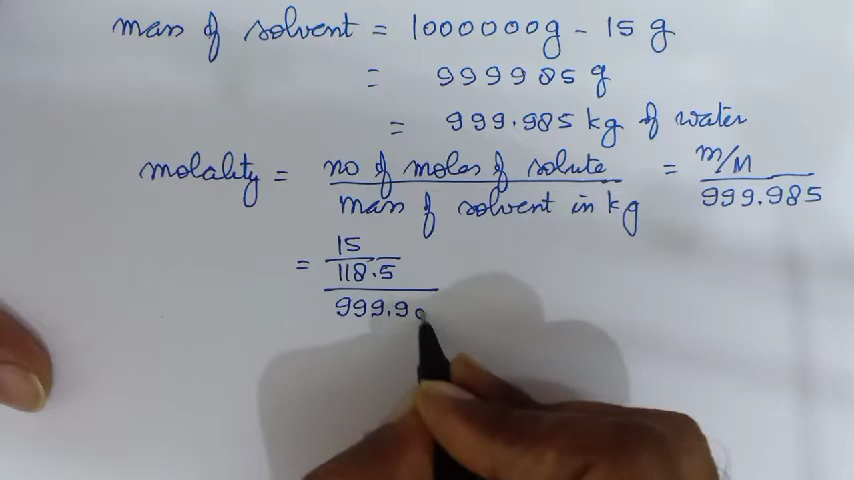 mass of solvent = 1000000g - 15 g
= 999985 g
= 999.985 kg of water
molality = no of moles of solute / mass of solvent in kg = m/M / 999.985
= 15 / 118.5 / 999.9